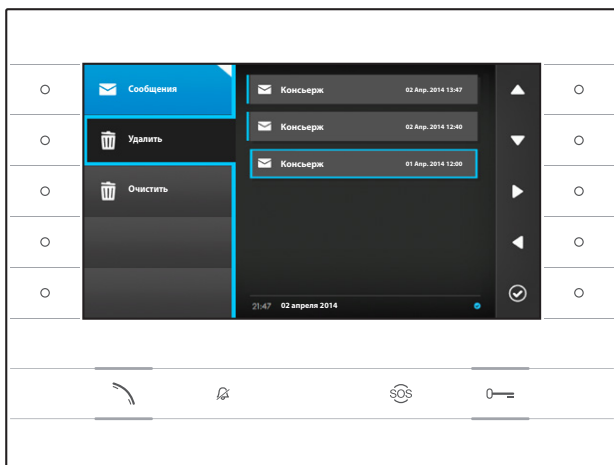 Сообщения
Удалить
Очистить
Консьерж 02 Апр. 2014 13:47
Консьерж 02 Апр. 2014 12:40
Консьерж 01 Апр. 2014 12:00
21:47 02 апреля 2014
SOS